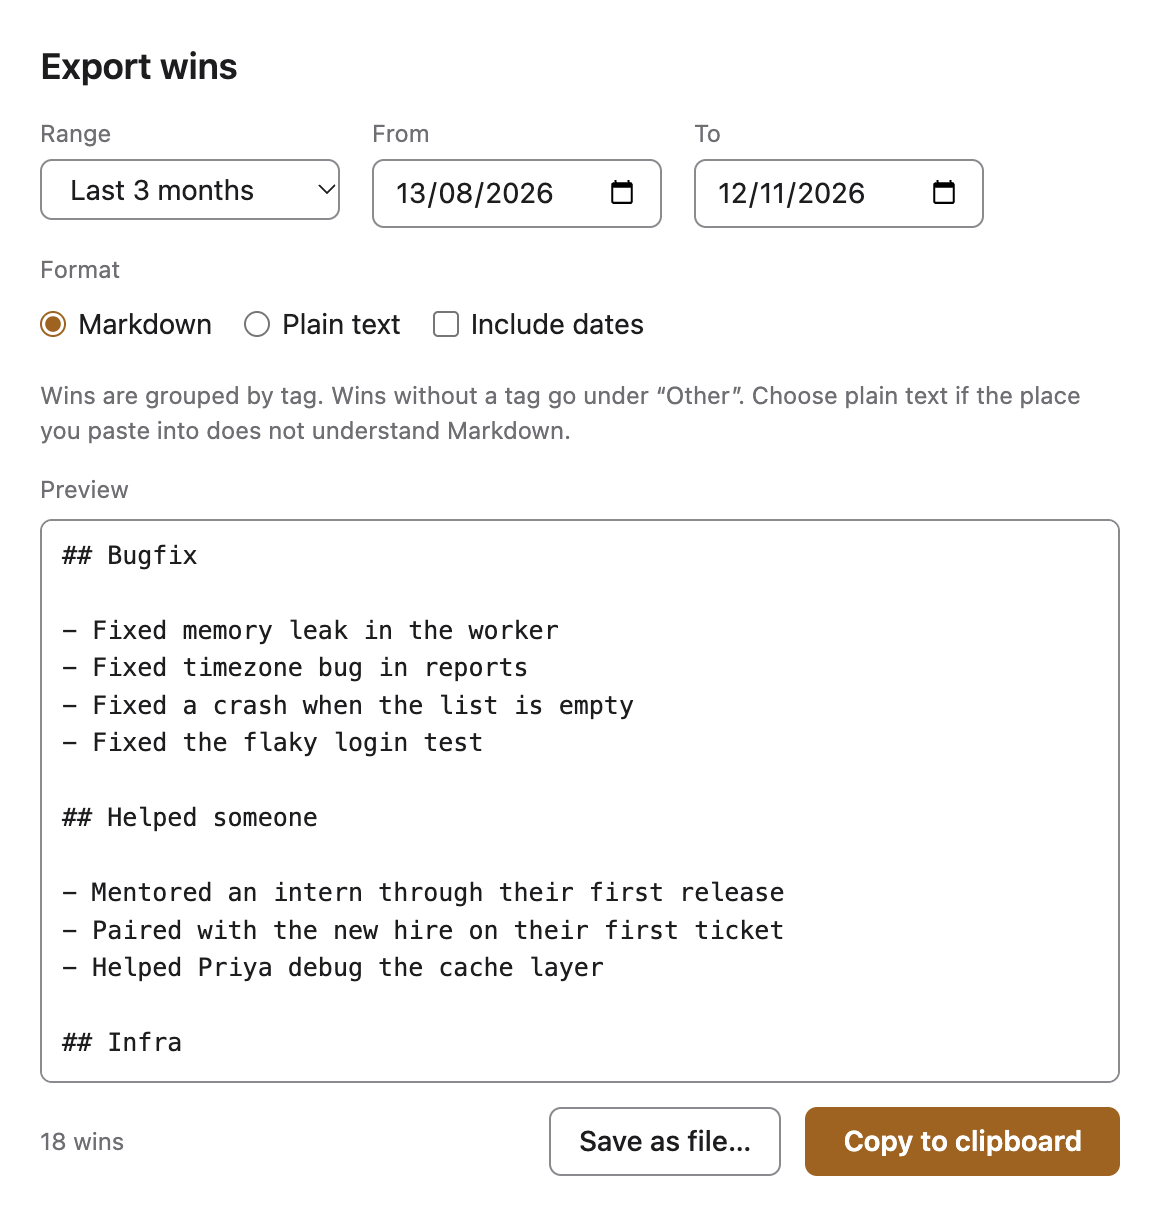 Export wins
Range
From
To
Last 3 months
13/08/2026
12/11/2026
Format
Markdown
Plain text
Include dates
Wins are grouped by tag. Wins without a tag go under “Other”. Choose plain text if the place
you paste into does not understand Markdown.
Preview
## Bugfix
- Fixed memory leak in the worker
- Fixed timezone bug in reports
- Fixed a crash when the list is empty
- Fixed the flaky login test
## Helped someone
- Mentored an intern through their first release
- Paired with the new hire on their first ticket
- Helped Priya debug the cache layer
## Infra
18 wins
Save as file...
Copy to clipboard